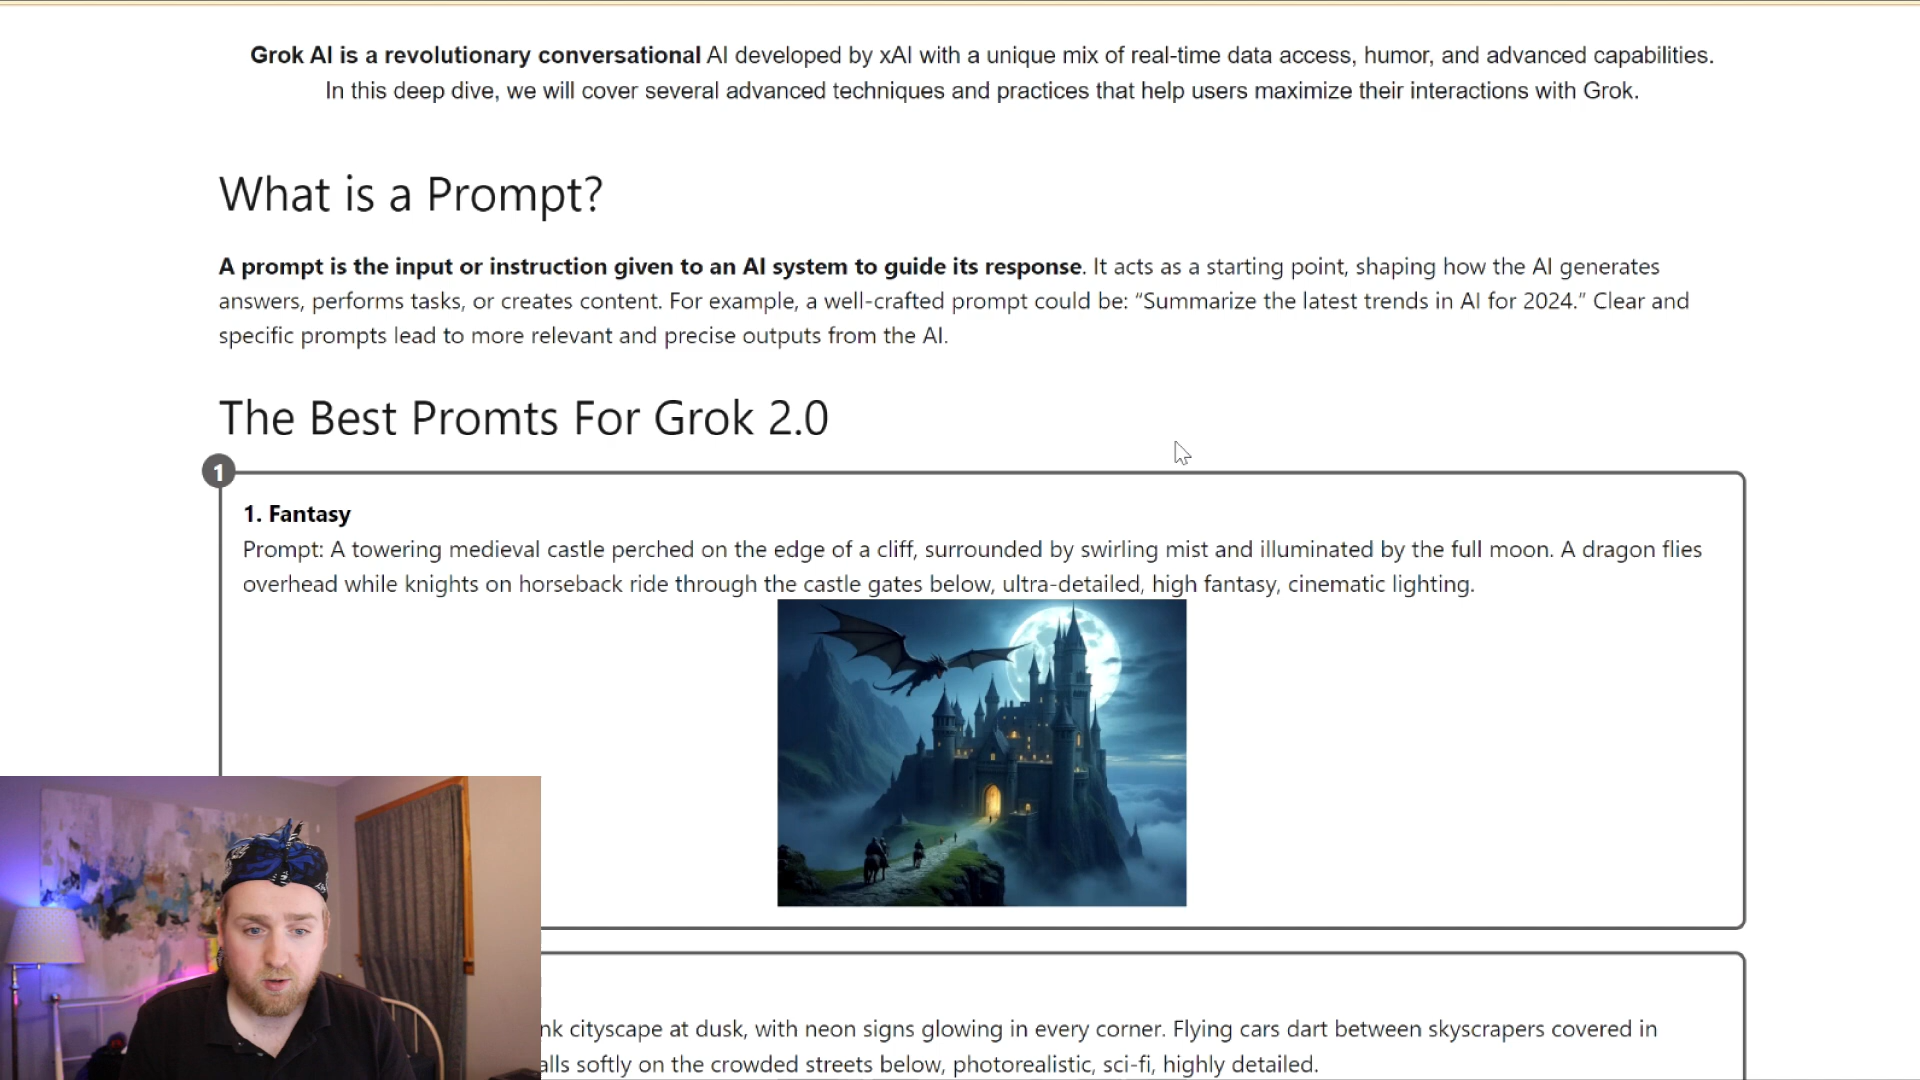 Grok AI is a revolutionary conversational AI developed by xAI with a unique mix of real-time data access, humor, and advanced capabilities.
In this deep dive, we will cover several advanced techniques and practices that help users maximize their interactions with Grok.
What is a Prompt?
A prompt is the input or instruction given to an AI system to guide its response. It acts as a starting point, shaping how the AI generates
answers, performs tasks, or creates content. For example, a well-crafted prompt could be: “Summarize the latest trends in AI for 2024.” Clear and
specific prompts lead to more relevant and precise outputs from the AI.
The Best Promts For Grok 2.0
1
1. Fantasy
Prompt: A towering medieval castle perched on the edge of a cliff, surrounded by swirling mist and illuminated by the full moon. A dragon flies
overhead while knights on horseback ride through the castle gates below, ultra-detailed, high fantasy, cinematic lighting.
nk cityscape at dusk, with neon signs glowing in every corner. Flying cars dart between skyscrapers covered in
alls softly on the crowded streets below, photorealistic, sci-fi, highly detailed.